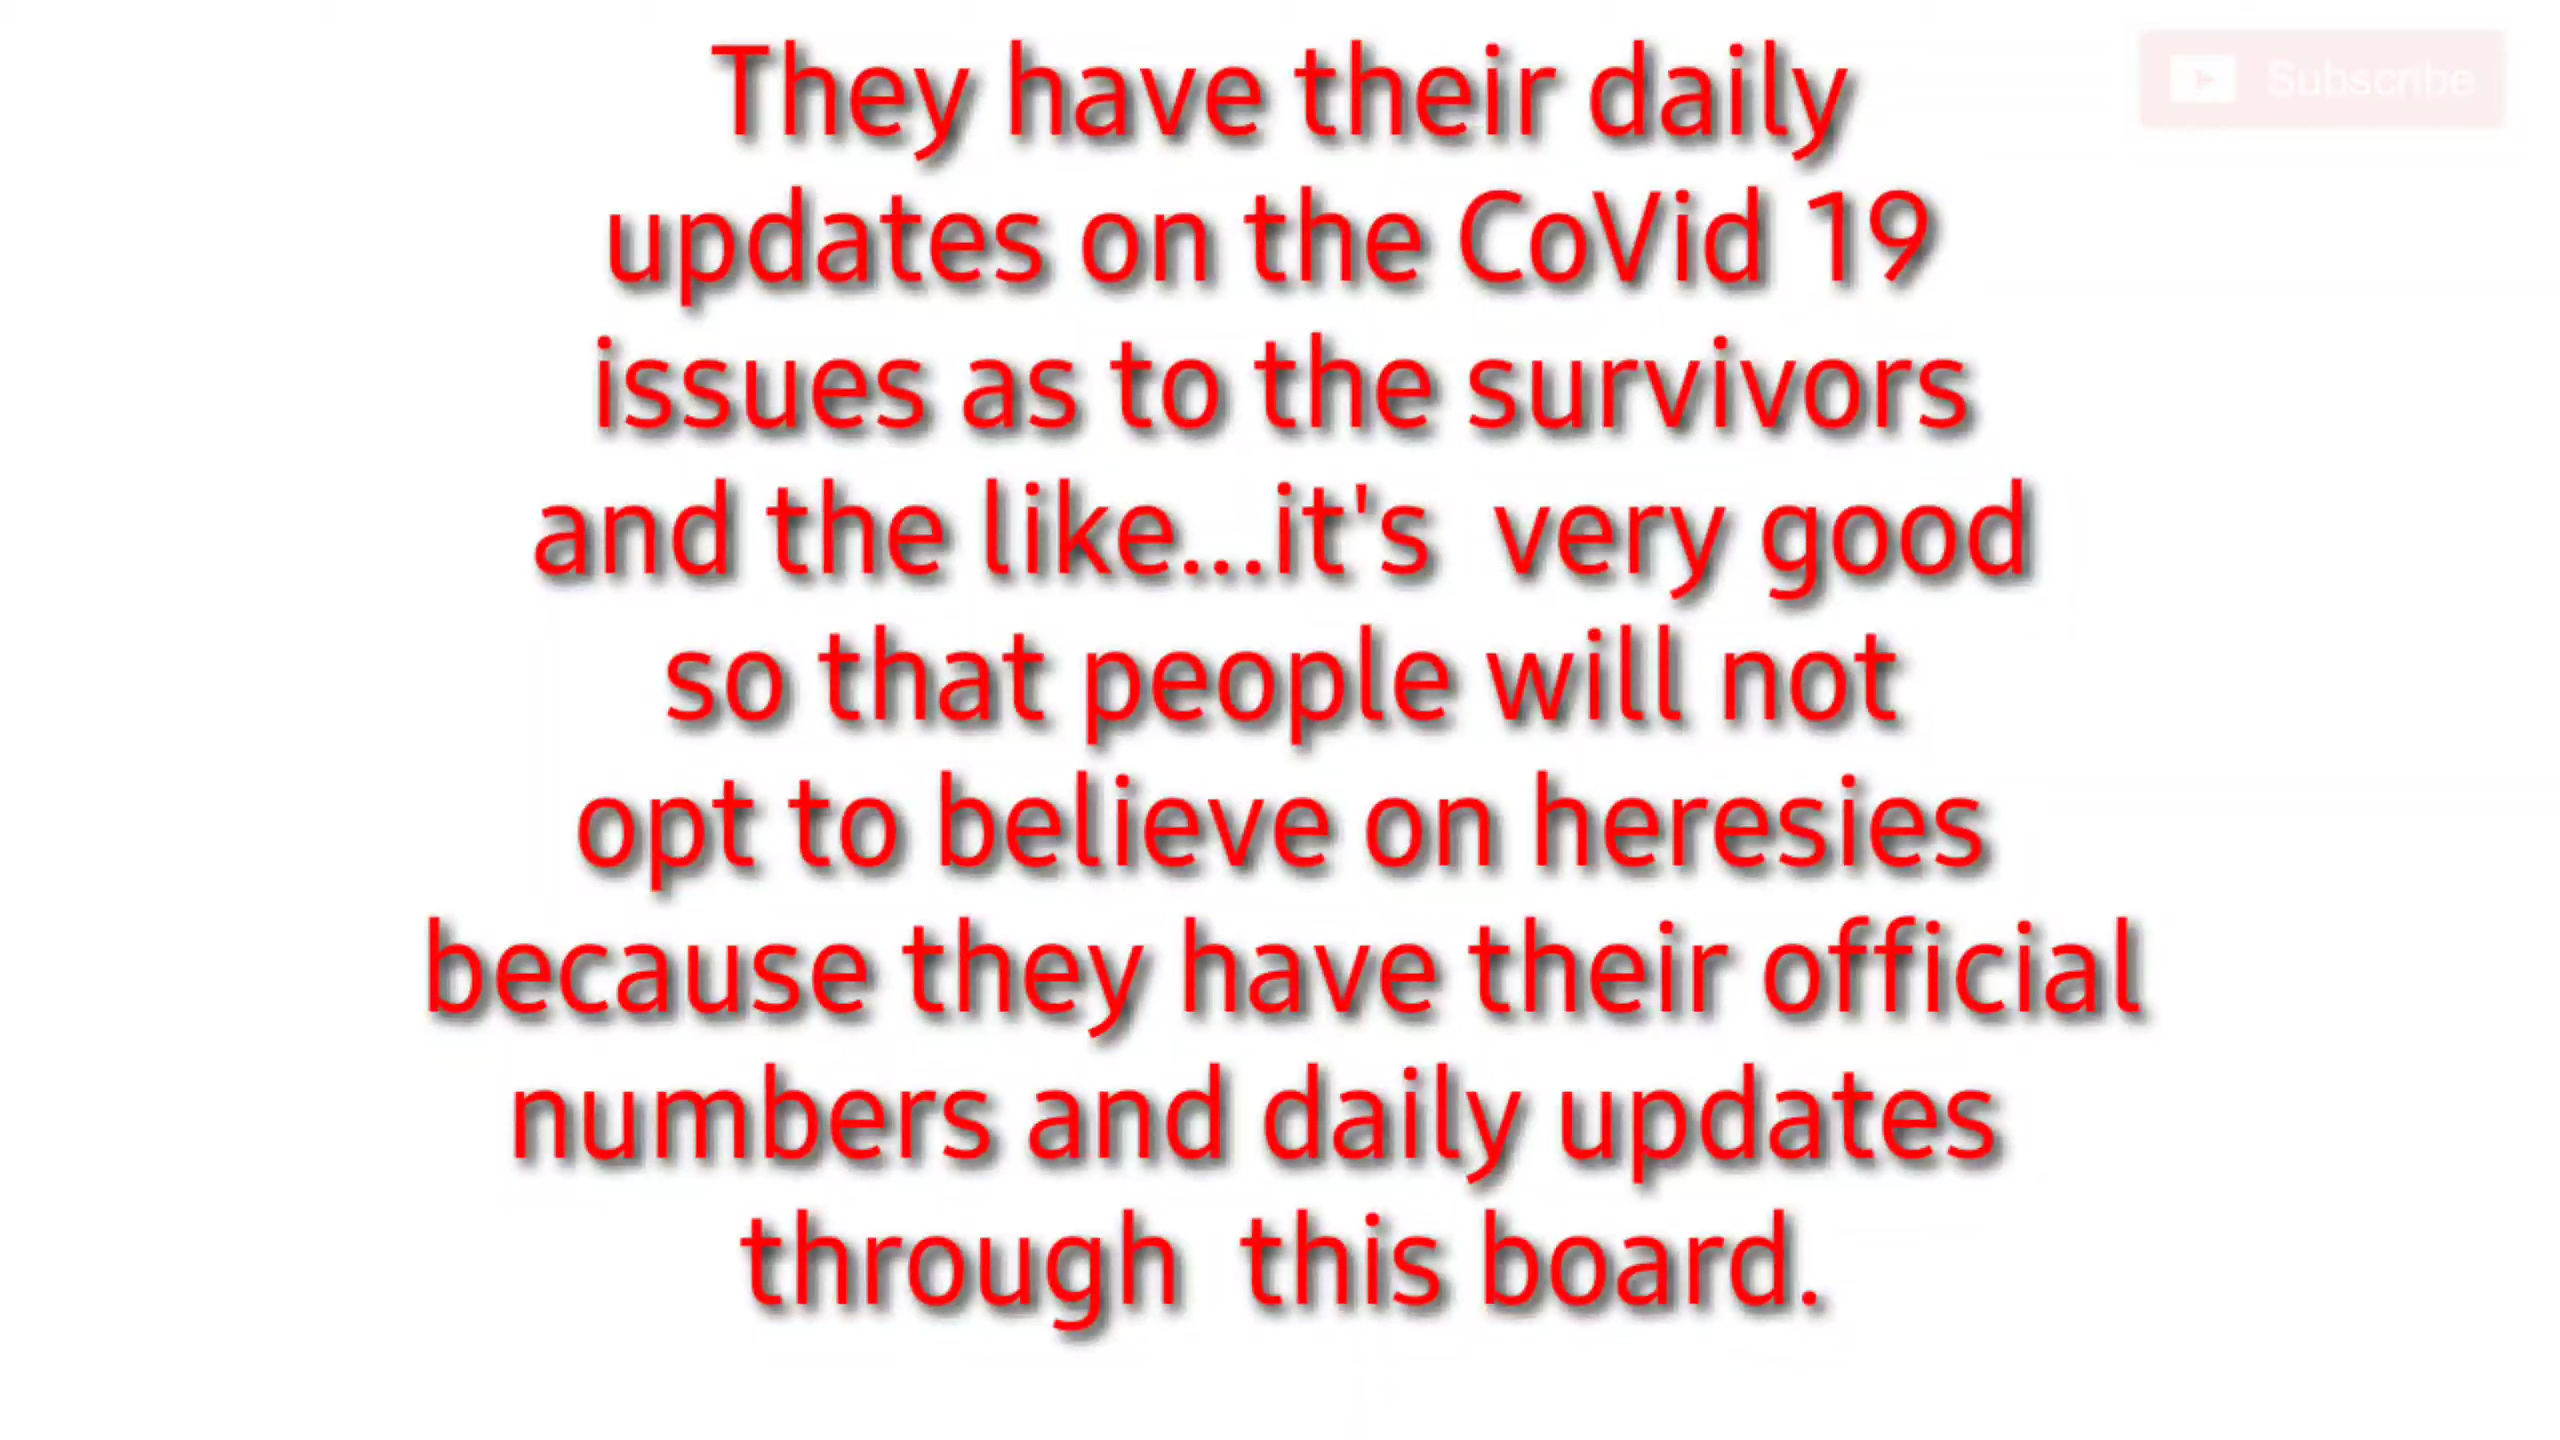 They have their daily
Subscribe
updates on the CoVid 19
issues as to the survivors
and the like...it's  very good
so that people will not
opt to believe on heresies
because they have their official
numbers and daily updates
through  this board.